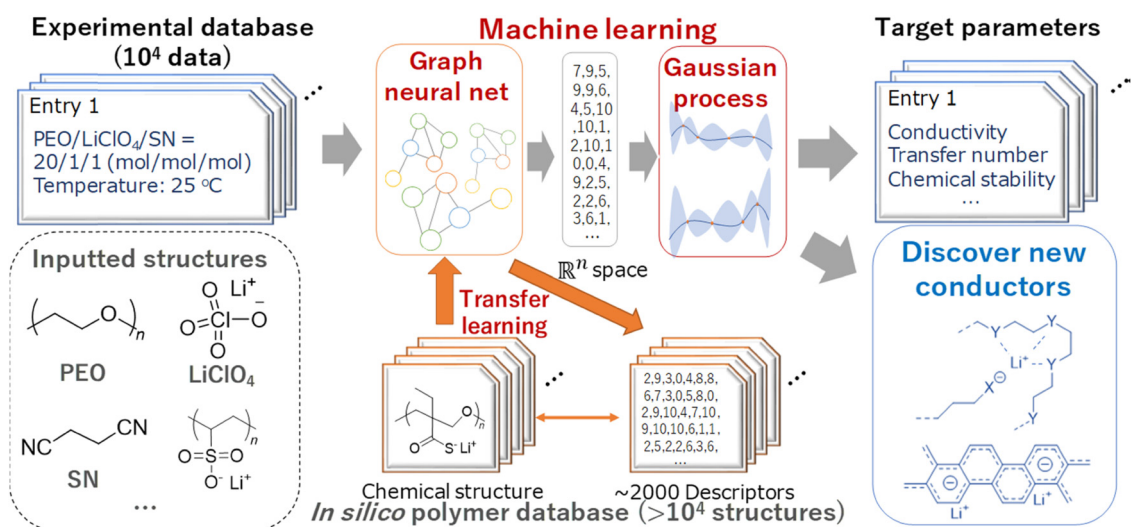 Experimental database
(10⁴ data)
Entry 1
PEO/LiClO₄/SN =
20/1/1 (mol/mol/mol)
Temperature: 25 °C
...
Inputted structures
O
n
PEO
Li⁺
O
O=Cl-O⁻
O
LiClO₄
NC
CN
SN
n
O=S=O
O⁻ Li⁺
...
Machine learning
Graph
neural net
7,9,5,
9,9,6,
4,5,10
,10,1,
2,10,1
0,0,4,
9,2,5,
2,2,6,
3,6,1,
...
Gaussian
process
ℝⁿ space
Transfer
learning
O
n
O
S⁻ Li⁺
...
Chemical structure
2,9,3,0,4,8,8,
6,7,3,0,5,8,0,
2,9,10,4,7,10,
9,10,10,6,1,1,
2,5,2,2,6,3,6,
...
...
~2000 Descriptors
In silico polymer database (>10⁴ structures)
Target parameters
Entry 1
Conductivity
Transfer number
Chemical stability
...
...
Discover new
conductors
Y
Y
Li⁺
Y
X⊖
Y
⊖
⊖
Li⁺
Li⁺